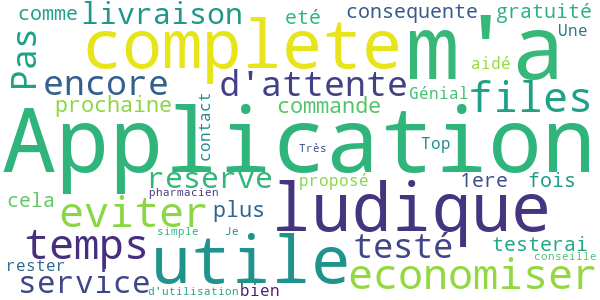 comme livraison eté consequente gratuité
Pas complete m'a Une
aidé
encore d'attente Génial files
prochaine contact commande
Application
Très Top
reserve proposé 1ere fois
cela pharmacien
eviter plus ludique
simple Je
temps utile testé testerai
rester conseille
service economiser
d'utilisation bien